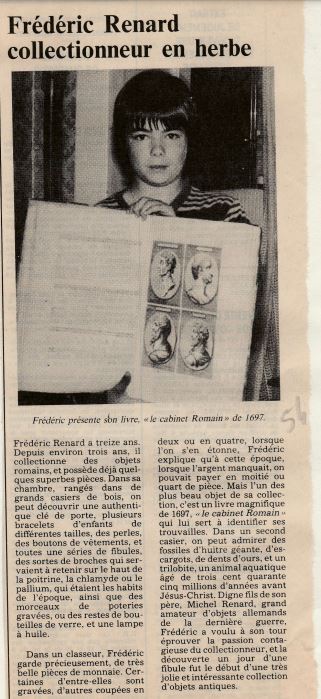 Frédéric Renard
collectionneur en herbe
Frédéric présente son livre, «le cabinet Romain» de 1697.
Frédéric Renard a treize ans.
Depuis environ trois ans, il
collectionne des objets
romains, et possède déjà quel-
ques superbes pièces. Dans sa
chambre, rangés dans de
grands casiers de bois, on
peut découvrir une authenti-
que clé de porte, plusieurs
bracelets d'enfants de
différentes tailles, des perles,
des boutons de vêtements, et
toute une séries de fibules,
des sortes de broches qui ser-
vaient à retenir sur le haut de
la poitrine, la chlamyde ou le
pallium, qui étaient les habits
de l'époque, ainsi que des
morceaux de poteries
gravées, ou des restes de bou-
teilles de verre, et une lampe
à huile.
Dans un classeur, Frédéric
garde précieusement, de très
belle pièces de monnaie. Cer-
taines d'entre-elles sont
gravées, d'autres coupées en
deux ou en quatre, lorsque
l'on s'en étonne, Frédéric
explique qu'à cette époque,
lorsque l'argent manquait, on
pouvait payer en moitié ou
quart de pièce. Mais l'un des
plus beau objet de sa collec-
tion, c'est un livre magnifique
de 1697, «le cabinet Romain»
qui lui sert à identifier ses
trouvailles. Dans un second
casier, on peut admirer des
fossiles d'huitre géante, d'es-
cargots, de dents d'ours, et un
trilobite, un animal aquatique
âgé de trois cent quarante
cinq millions d'années avant
Jésus-Christ. Digne fils de son
père, Michel Renard, grand
amateur d'objets allemands
de la dernière guerre,
Frédéric a voulu à son tour
éprouver la passion conta-
gieuse du collectionneur, et la
découverte un jour d'une
fibule fut le début d'une très
jolie et intéressante collection
d'objets antiques.